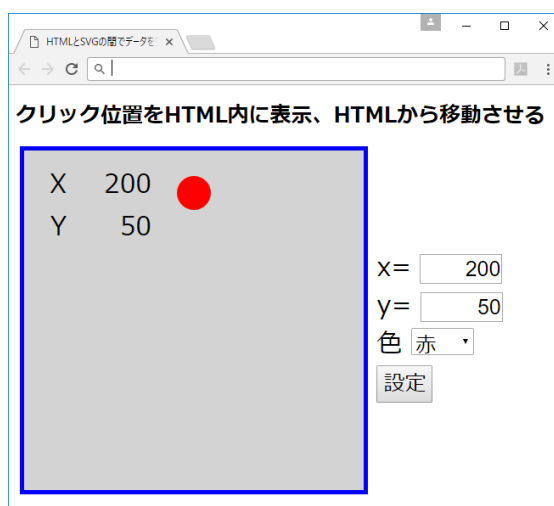 HTMLとSVGの間でデータを
クリック位置をHTML内に表示、HTMLから移動させる
X 200
Y 50
x= 200
y= 50
色 赤
設定